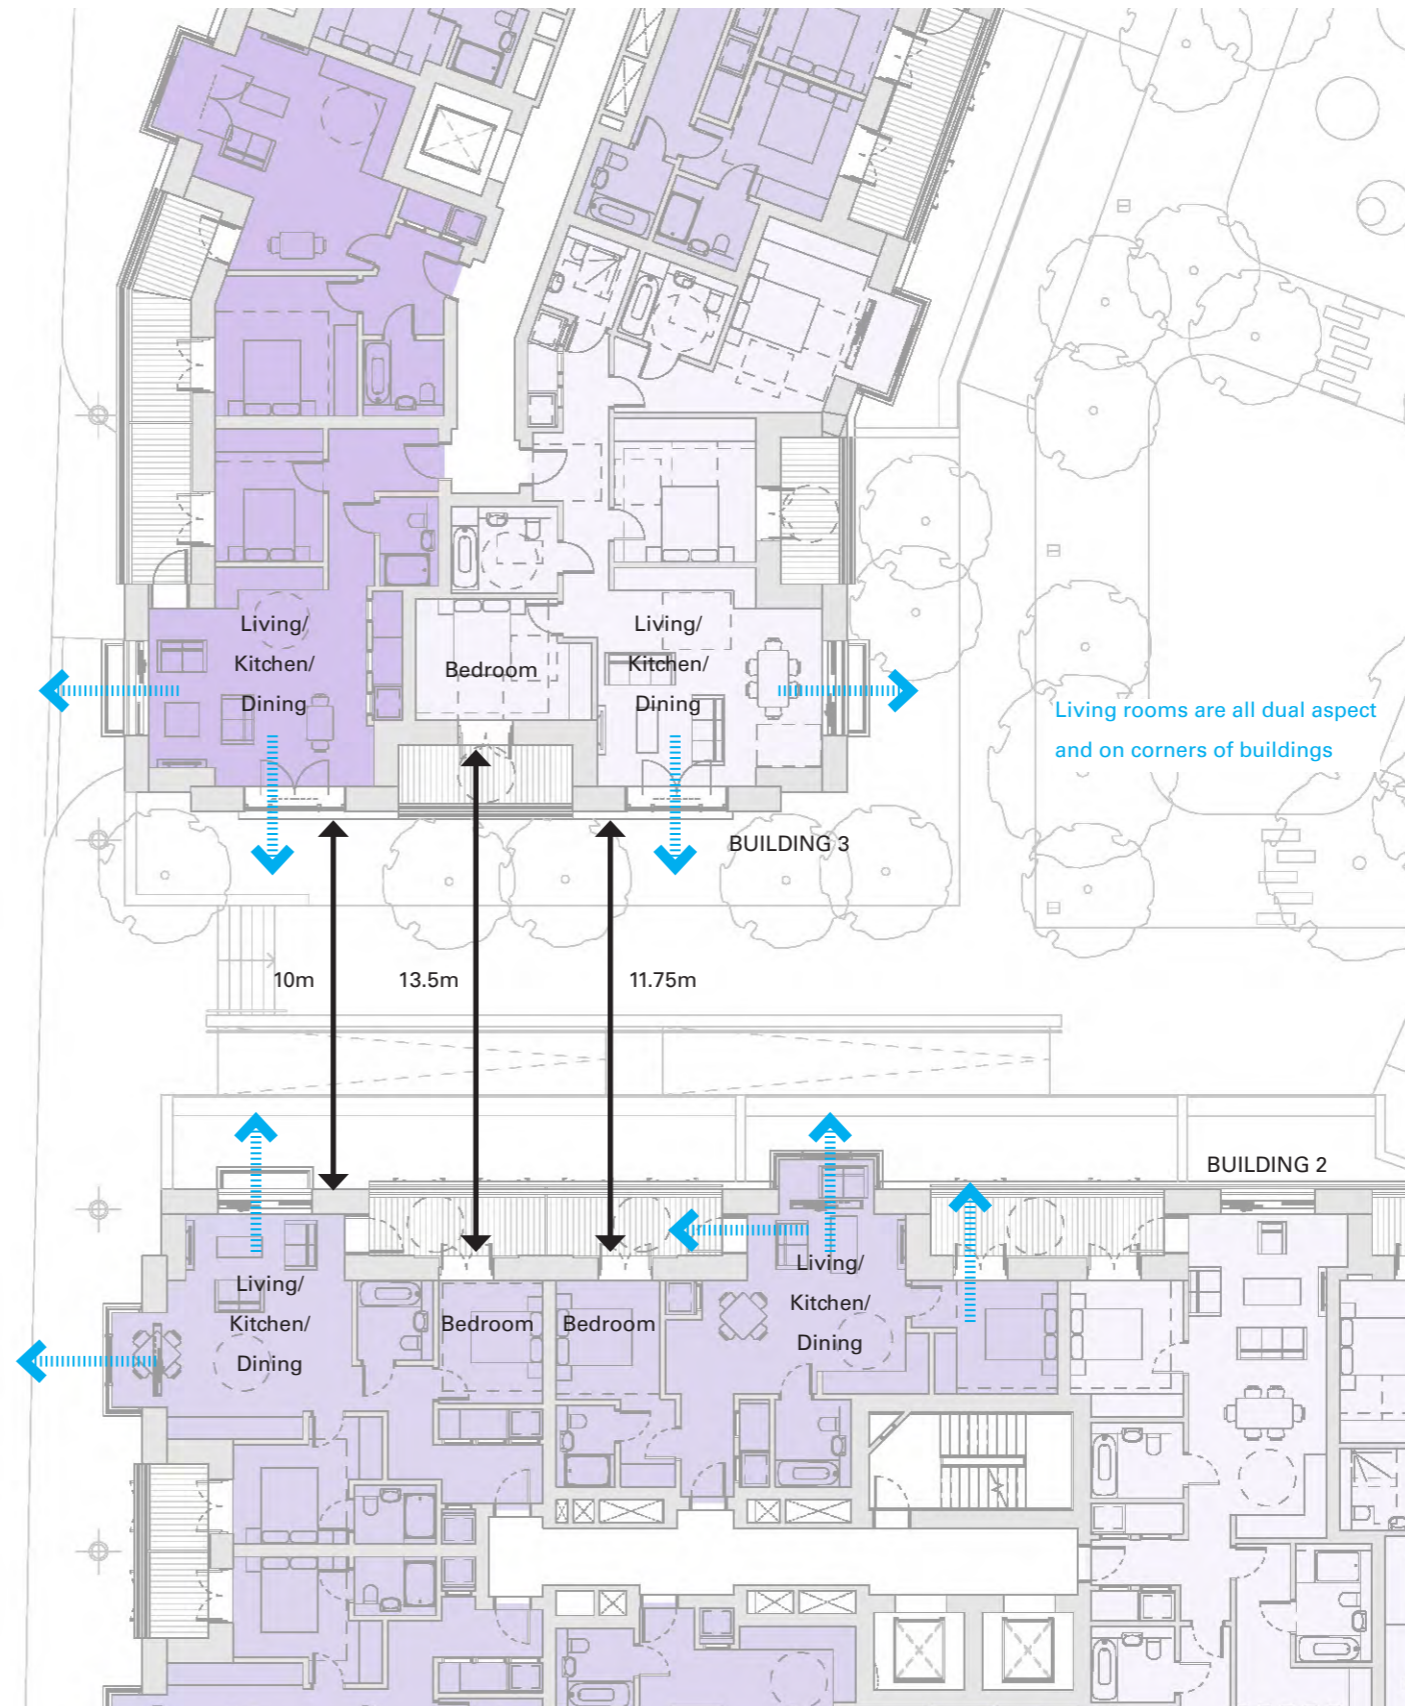 Living/
Kitchen/
Dining
Bedroom
Living/
Kitchen/
Dining
Living rooms are all dual aspect
and on corners of buildings
BUILDING 3
10m
13.5m
11.75m
BUILDING 2
Living/
Kitchen/
Dining
Bedroom
Bedroom
Living/
Kitchen/
Dining